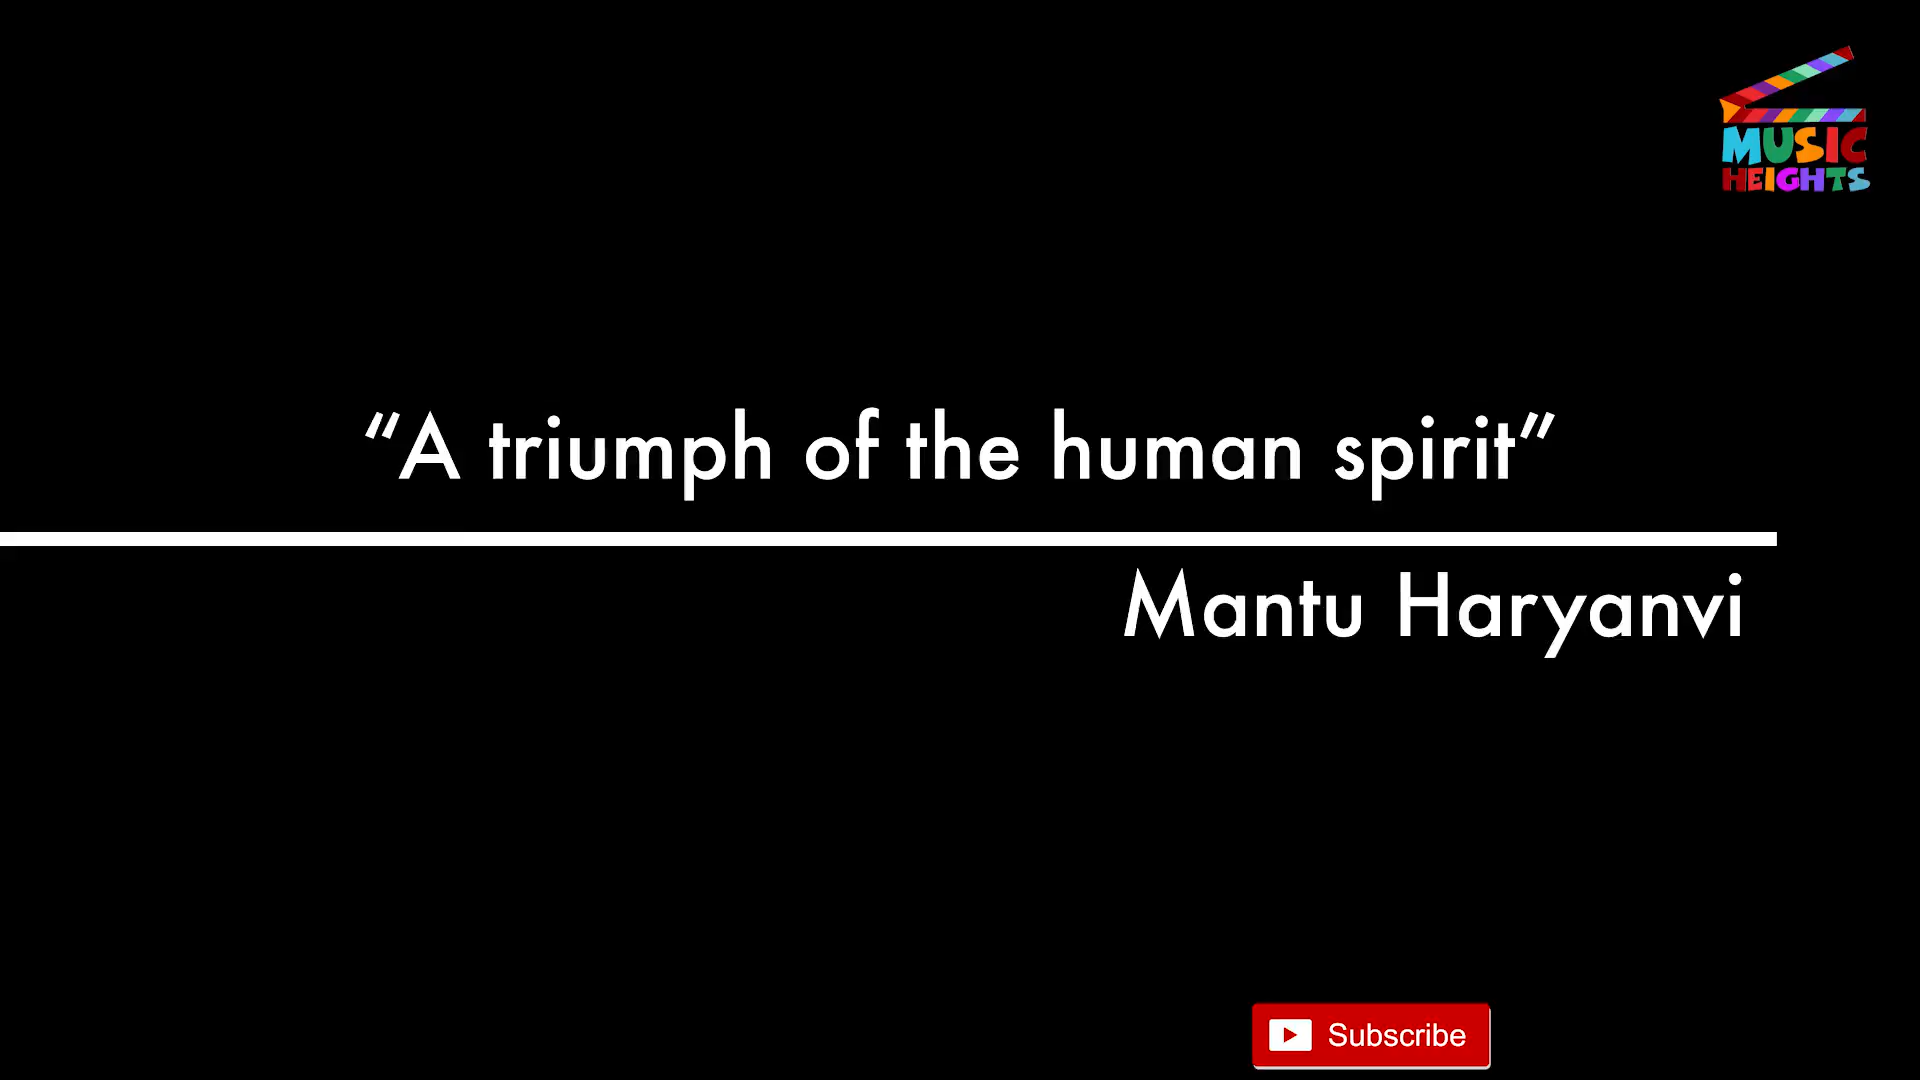 MUSIC
HEIGHTS
“A triumph of the human spirit”
Mantu Haryanvi
Subscribe